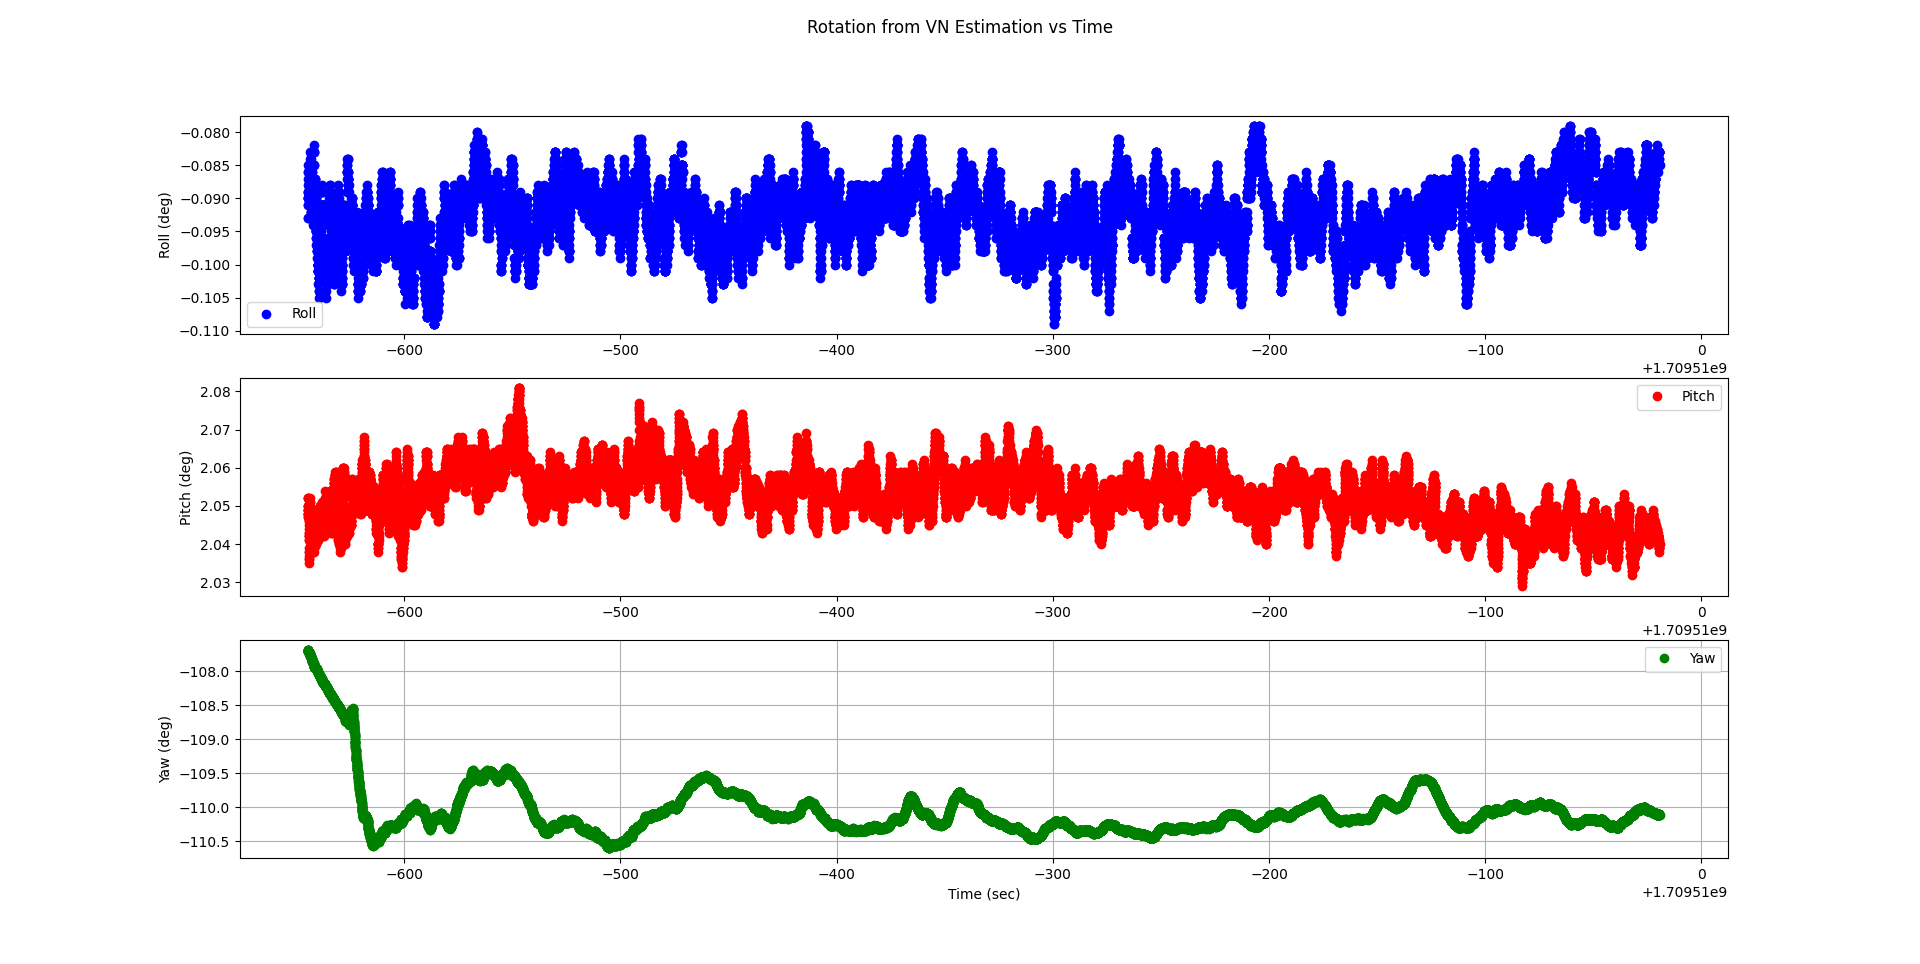 Rotation from VN Estimation vs Time
−0.080
−0.085
−0.090
−0.095
−0.100
−0.105
−0.110
Roll (deg)
Roll
−600 −500 −400 −300 −200 −100 0
+1.70951e9
2.08
2.07
2.06
2.05
2.04
2.03
Pitch (deg)
Pitch
−600 −500 −400 −300 −200 −100 0
+1.70951e9
−108.0
−108.5
−109.0
−109.5
−110.0
−110.5
Yaw (deg)
Yaw
−600 −500 −400 −300 −200 −100 0
Time (sec)
+1.70951e9